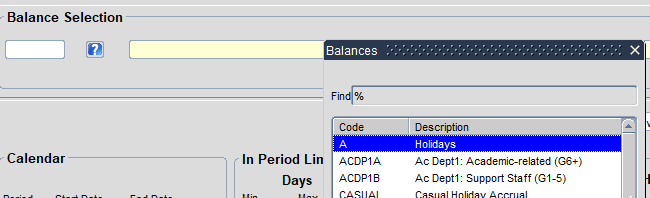 Balance Selection
?
Balances
Find %
Code Description
A Holidays
ACDP1A Ac Dept1: Academic-related (G6+)
ACDP1B Ac Dept1: Support Staff (G1-5)
CASUAL Casual Holiday Accrual
Calendar
In Period Lin
Days
Period Start Date End Date
Min Max